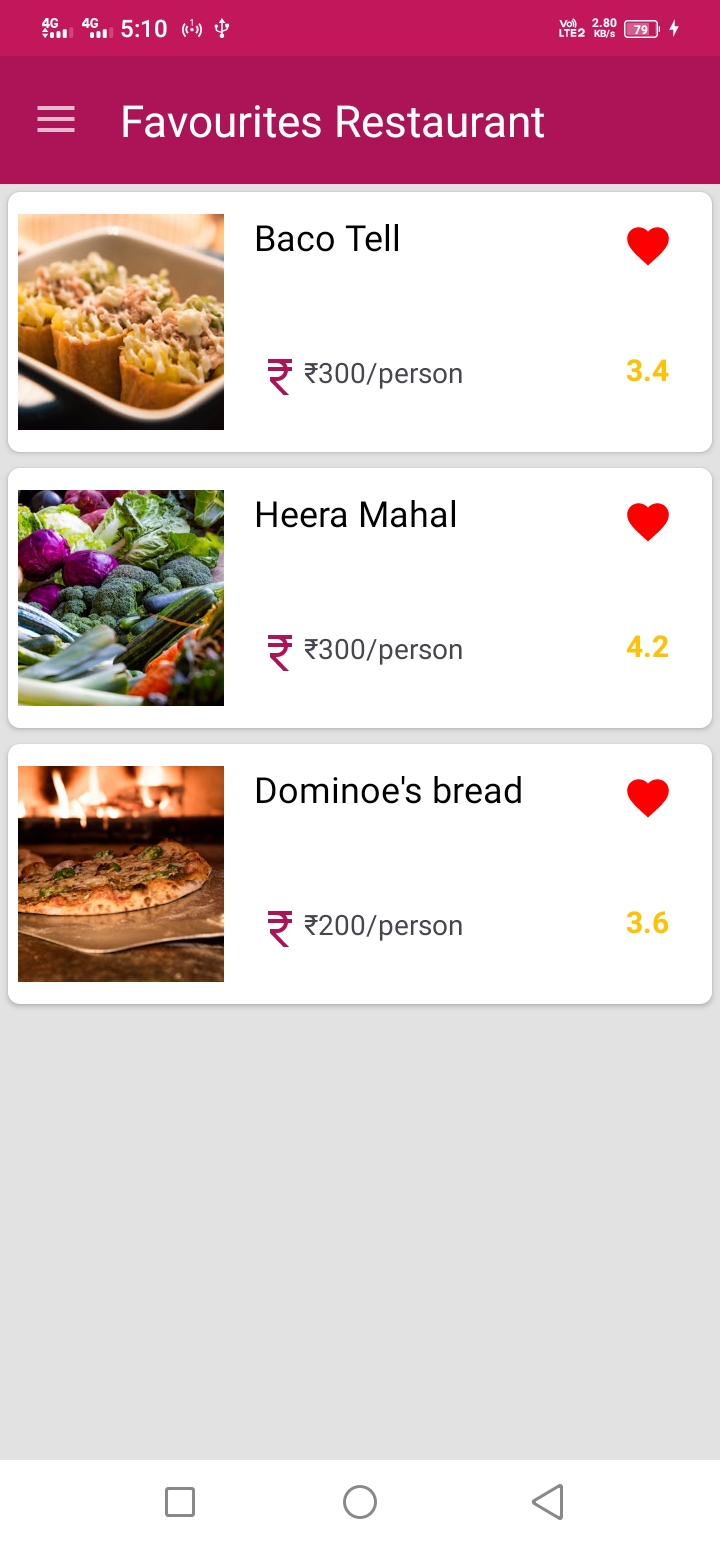 4G 4G 5:10 Vo) LTE2 2.80 KB/s 79
Favourites Restaurant
Baco Tell
₹ ₹300/person 3.4
Heera Mahal
₹ ₹300/person 4.2
Dominoe's bread
₹ ₹200/person 3.6